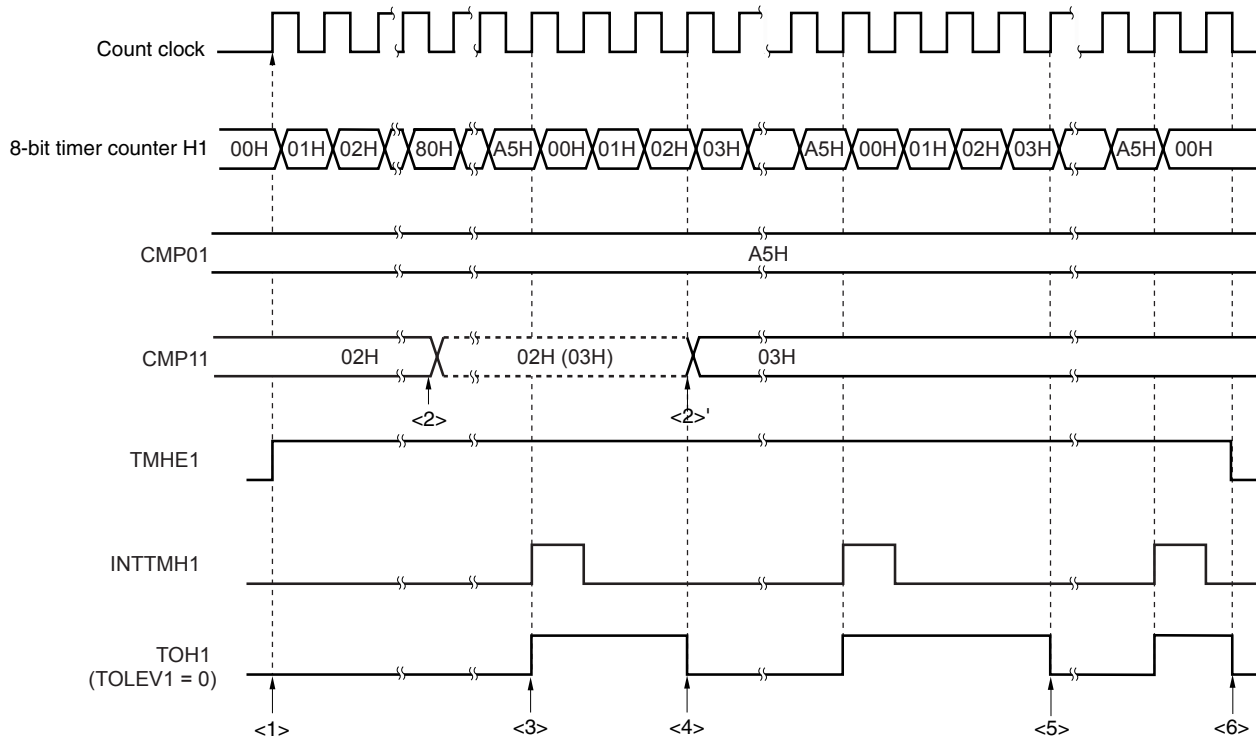 Count clock
8-bit timer counter H1 00H 01H 02H 80H A5H 00H 01H 02H 03H A5H 00H 01H 02H 03H A5H 00H
CMP01 A5H
CMP11 02H 02H (03H) 03H
<2> <2>'
TMHE1
INTTMH1
TOH1
(TOLEV1 = 0)
<1> <3> <4> <5> <6>